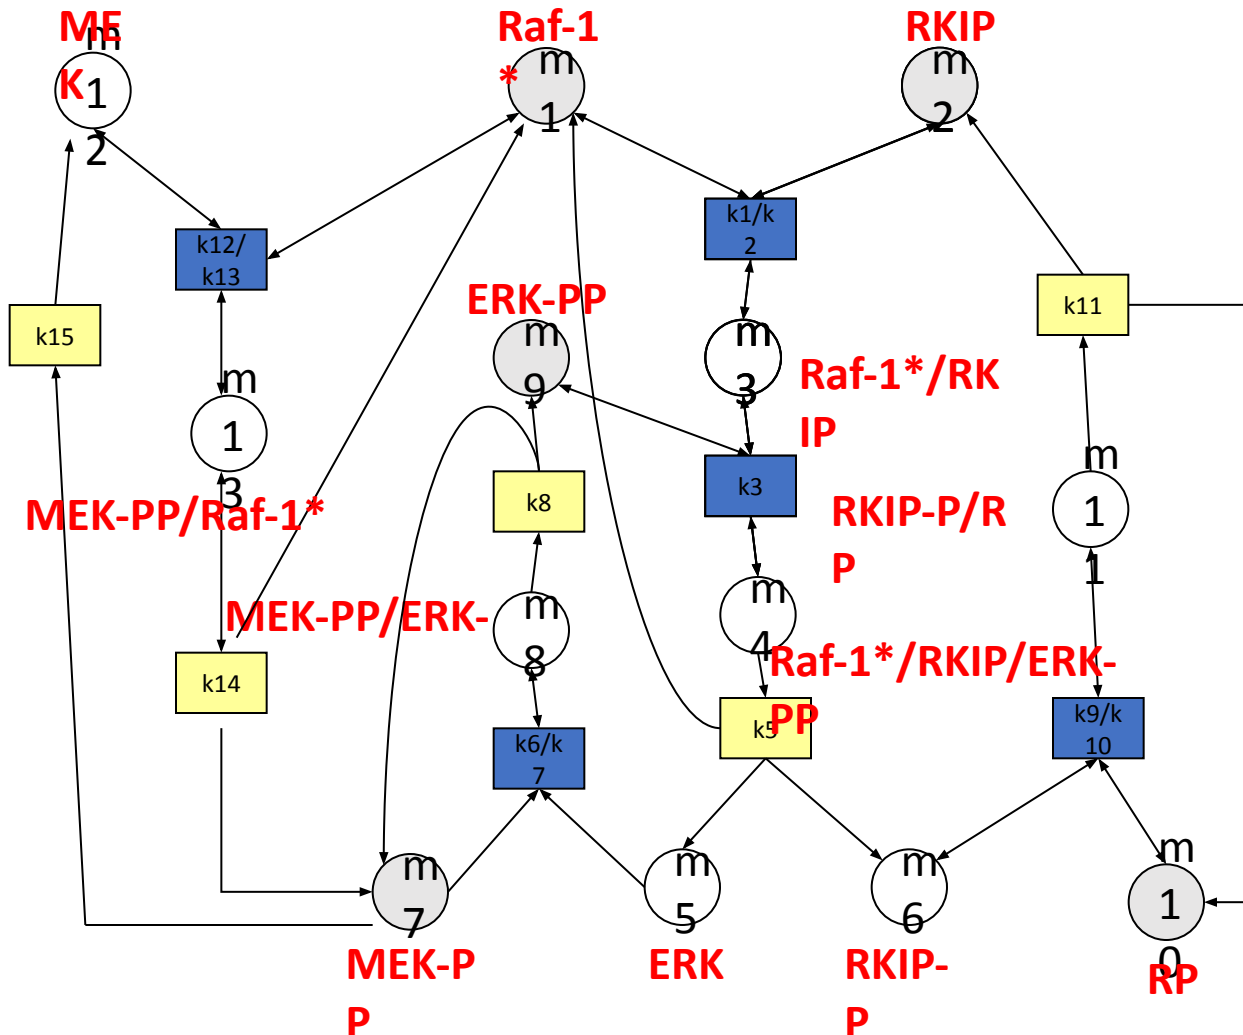 ME
K
m
1
2
Raf-1
*
m
1
RKIP
m
2
k12/
k13
k1/k
2
k15
k11
ERK-PP
m
9
m
3
Raf-1*/RK
IP
m
1
3
MEK-PP/Raf-1*
k8
k3
RKIP-P/R
P
m
1
1
MEK-PP/ERK-
m
8
m
4
Raf-1*/RKIP/ERK-
PP
k14
k6/k
7
k5
k9/k
10
m
7
MEK-P
P
m
5
ERK
m
6
RKIP-
P
m
1
0
RP